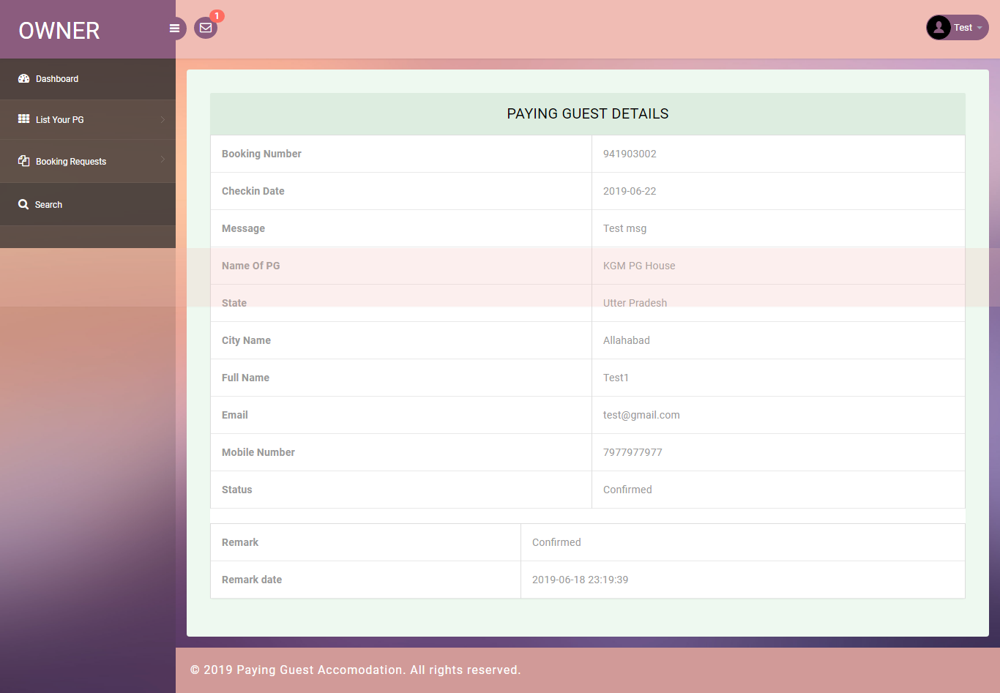 OWNER
1
Test
Dashboard
List Your PG
Booking Requests
Search
PAYING GUEST DETAILS
Booking Number 941903002
Checkin Date 2019-06-22
Message Test msg
Name Of PG KGM PG House
State Utter Pradesh
City Name Allahabad
Full Name Test1
Email test@gmail.com
Mobile Number 7977977977
Status Confirmed
Remark Confirmed
Remark date 2019-06-18 23:19:39
© 2019 Paying Guest Accomodation. All rights reserved.